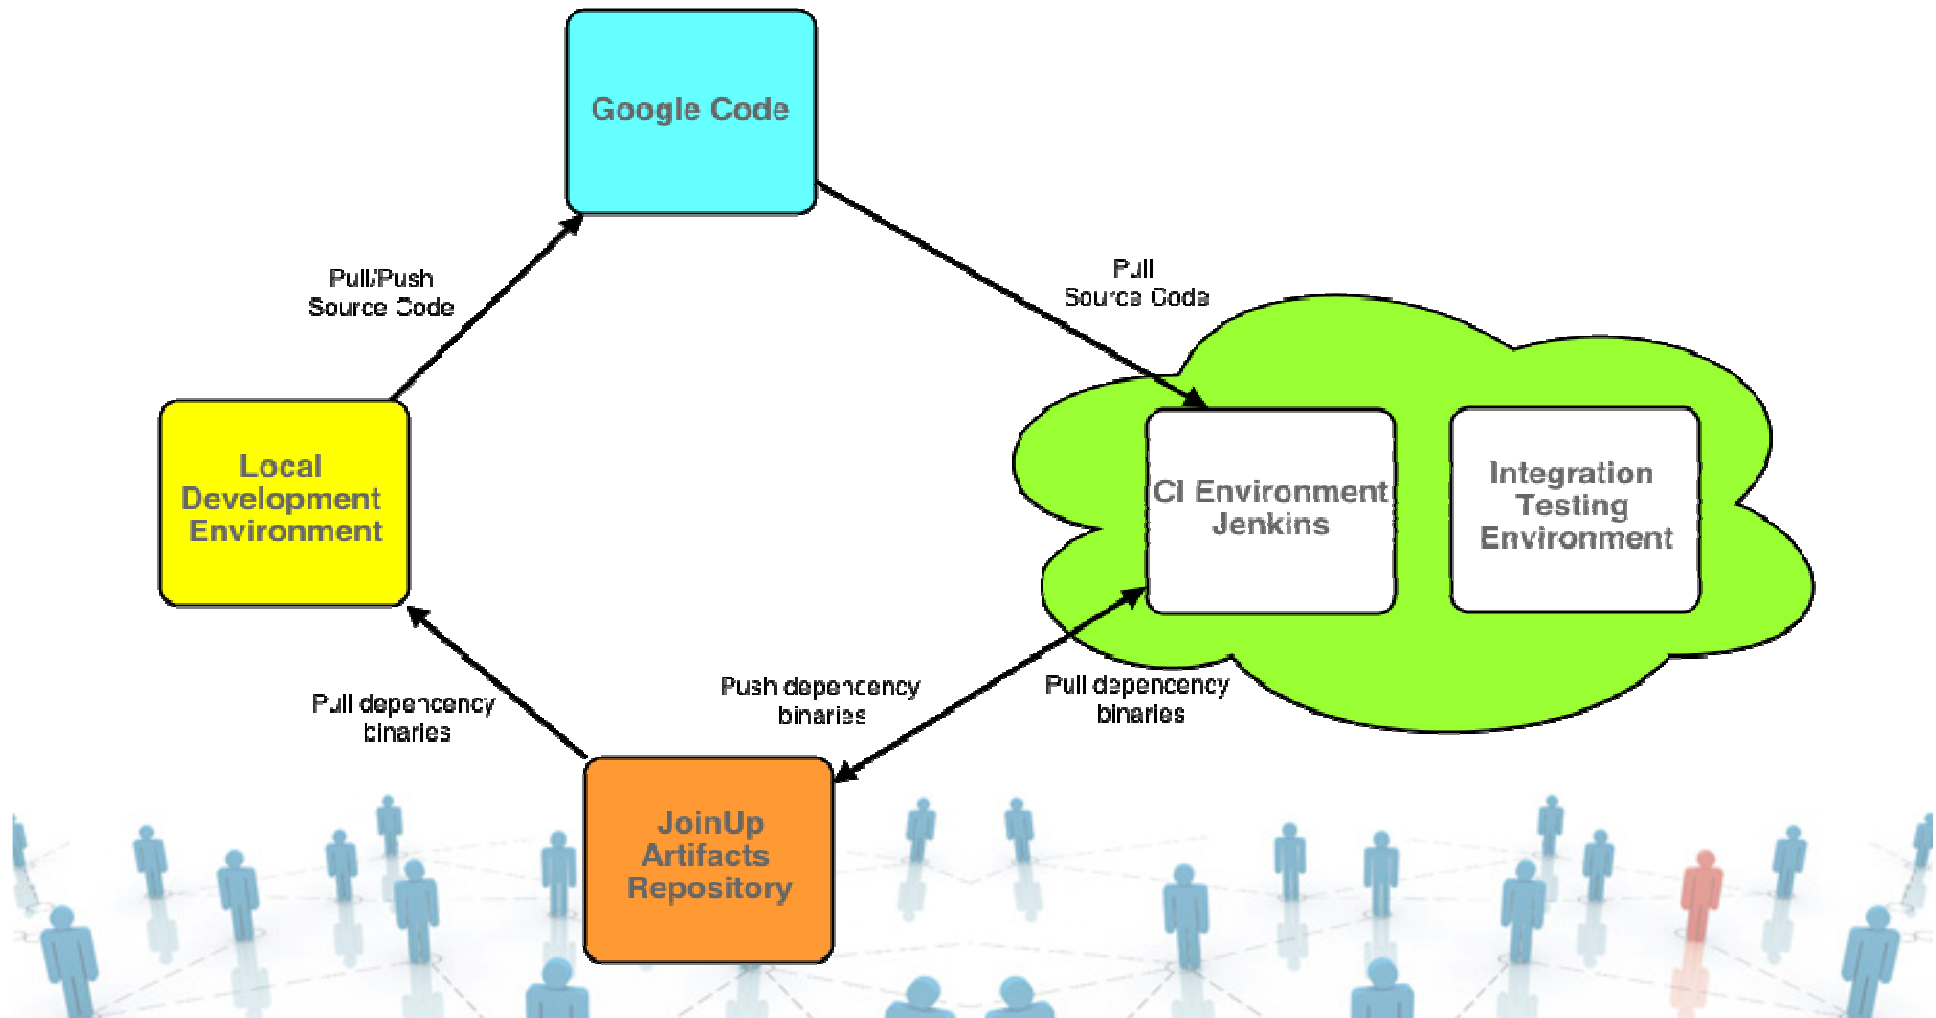 Google Code
Pull/Push
Source Code
Pull
Source Code
Local
Development
Environment
CI Environment
Jenkins
Integration
Testing
Environment
Pull dependency
binaries
Push dependency
binaries
Pull dependency
binaries
JoinUp
Artifacts
Repository